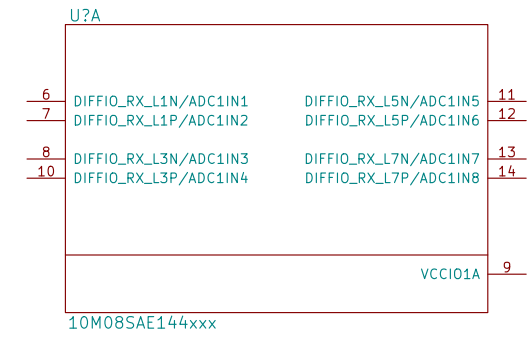 U?A
6 DIFFIO_RX_L1N/ADC1IN1 DIFFIO_RX_L5N/ADC1IN5 11
7 DIFFIO_RX_L1P/ADC1IN2 DIFFIO_RX_L5P/ADC1IN6 12
8 DIFFIO_RX_L3N/ADC1IN3 DIFFIO_RX_L7N/ADC1IN7 13
10 DIFFIO_RX_L3P/ADC1IN4 DIFFIO_RX_L7P/ADC1IN8 14
VCCIO1A 9
10M08SAE144xxx